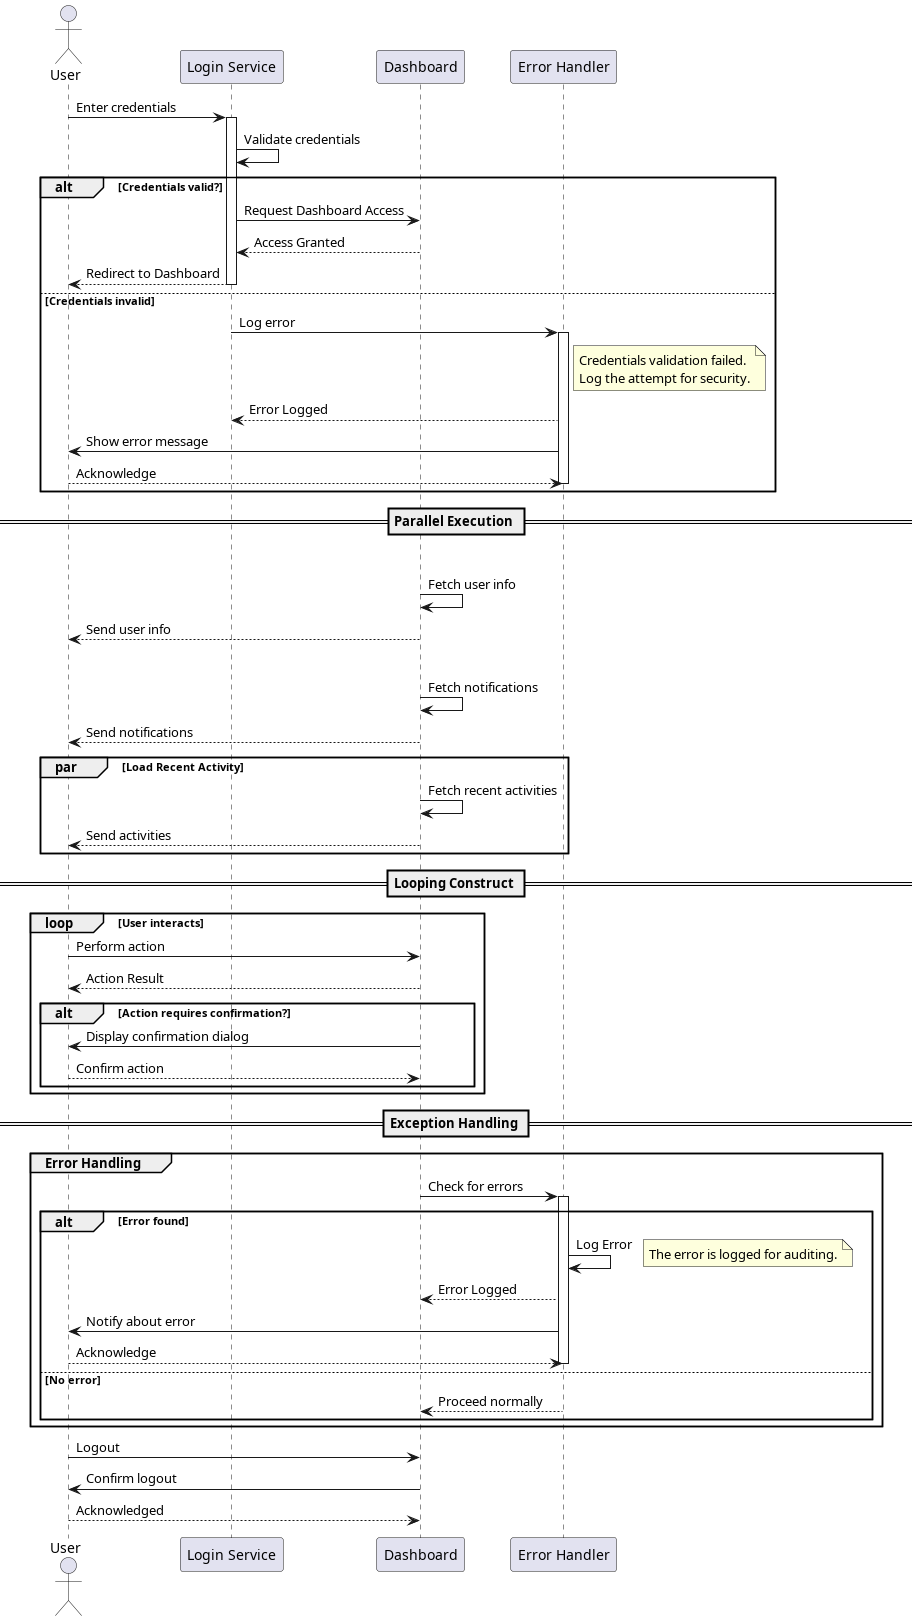 User
Login Service
Dashboard
Error Handler
Enter credentials
Validate credentials
alt
[Credentials valid?]
Request Dashboard Access
Access Granted
Redirect to Dashboard
[Credentials invalid]
Log error
Credentials validation failed.
Log the attempt for security.
Error Logged
Show error message
Acknowledge
Parallel Execution
Fetch user info
Send user info
Fetch notifications
Send notifications
par
[Load Recent Activity]
Fetch recent activities
Send activities
Looping Construct
loop
[User interacts]
Perform action
Action Result
alt
[Action requires confirmation?]
Display confirmation dialog
Confirm action
Exception Handling
Error Handling
Check for errors
alt
[Error found]
Log Error
The error is logged for auditing.
Error Logged
Notify about error
Acknowledge
[No error]
Proceed normally
Logout
Confirm logout
Acknowledged
User
Login Service
Dashboard
Error Handler